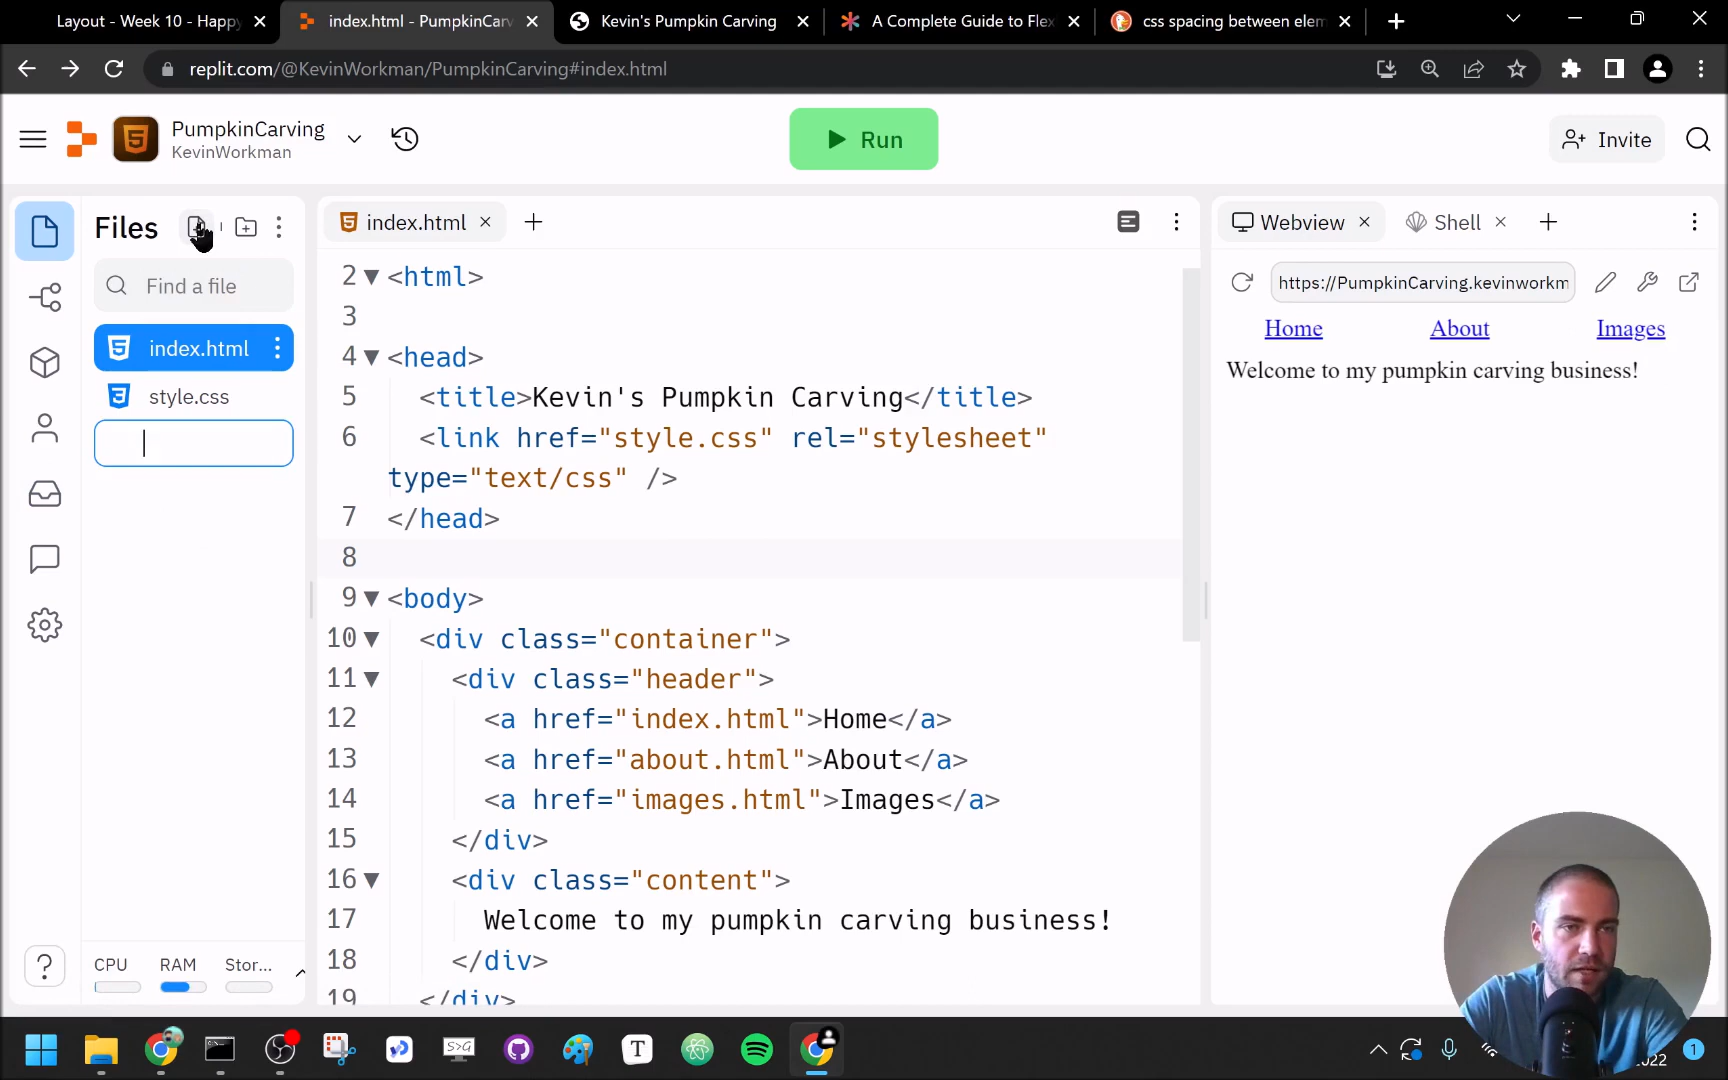 Layout - Week 10 - Happy
index.html - PumpkinCarv
Kevin's Pumpkin Carving
A Complete Guide to Flex
css spacing between elem
replit.com/@KevinWorkman/PumpkinCarving#index.html
PumpkinCarving
KevinWorkman
Run
Invite
Files
Find a file
index.html
style.css
CPU
RAM
Stor...
index.html
2 <html>
3
4 <head>
5 <title>Kevin's Pumpkin Carving</title>
6 <link href="style.css" rel="stylesheet"
type="text/css" />
7 </head>
8
9 <body>
10 <div class="container">
11 <div class="header">
12 <a href="index.html">Home</a>
13 <a href="about.html">About</a>
14 <a href="images.html">Images</a>
15 </div>
16 <div class="content">
17 Welcome to my pumpkin carving business!
18 </div>
19 </div>
Webview
Shell
https://PumpkinCarving.kevinworkm
Home About Images
Welcome to my pumpkin carving business!
S>G
T
2022
1